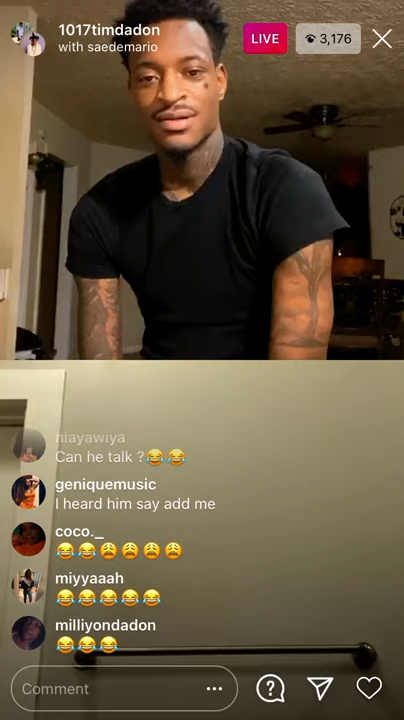 1017timdadon
with saedemario
LIVE
3,176
niayawiya
Can he talk ?😂😂
geniquemusic
I heard him say add me
coco._
😂😂😩😩😩😩
miyyaaah
😂😂😂😂😂
milliyondadon
😂😂😂
Comment